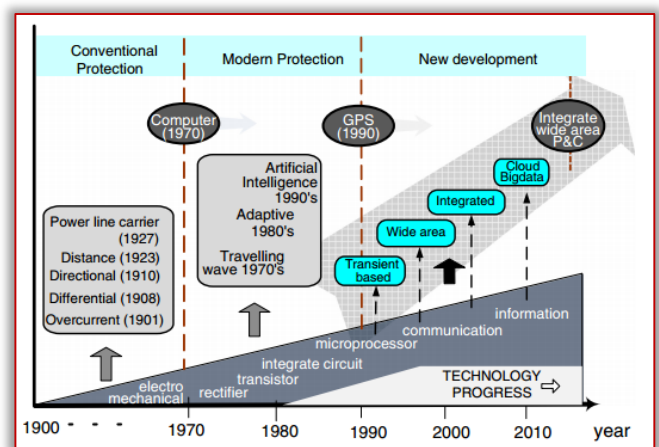 Conventional
Protection
Modern Protection
New development
Computer
(1970)
GPS
(1990)
Integrate
wide area
P&C
Artificial
Intelligence
1990's
Adaptive
1980's
Travelling
wave 1970's
Cloud
Bigdata
Integrated
Wide area
Transient
based
Power line carrier
(1927)
Distance (1923)
Directional (1910)
Differential (1908)
Overcurrent (1901)
information
communication
microprocessor
integrate circuit
transistor
rectifier
electro
mechanical
TECHNOLOGY
PROGRESS
1900 - - -
1970
1980
1990
2000
2010
year